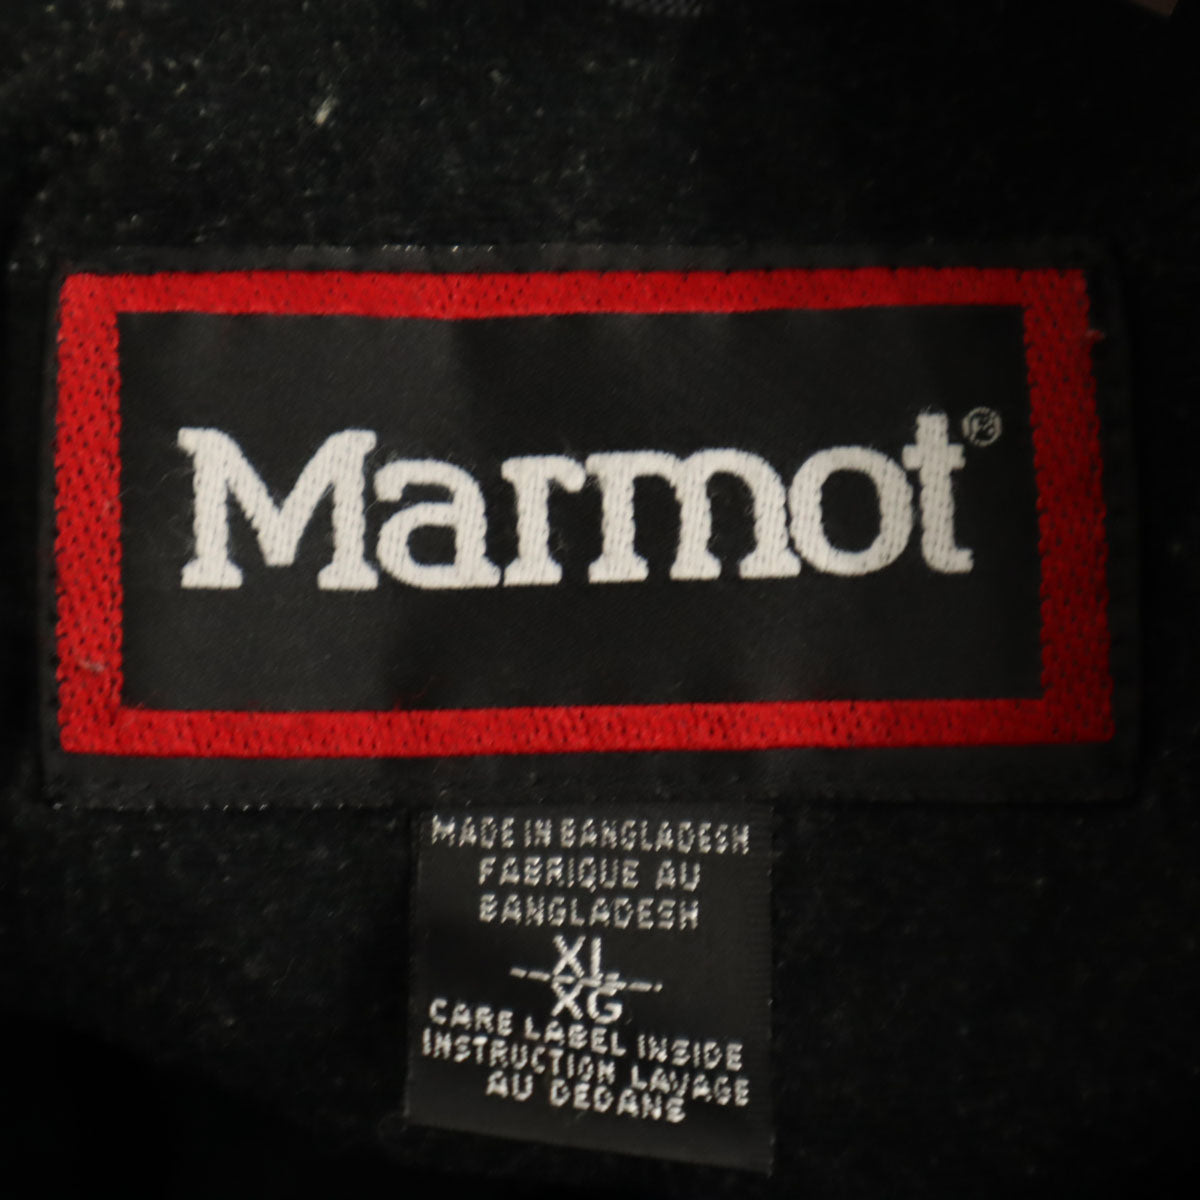 Marmot®
MADE IN BANGLADESH
FABRIQUE AU
BANGLADESH
XL
XG
CARE LABEL INSIDE
INSTRUCTION LAVAGE
AU DEDANS